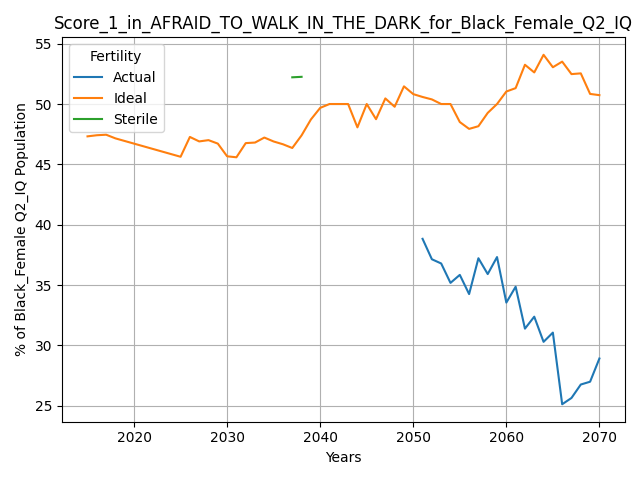 Score_1_in_AFRAID_TO_WALK_IN_THE_DARK_for_Black_Female_Q2_IQ
Fertility
Actual
Ideal
Sterile
% of Black_Female Q2_IQ Population
55
50
45
40
35
30
25
2020 2030 2040 2050 2060 2070
Years